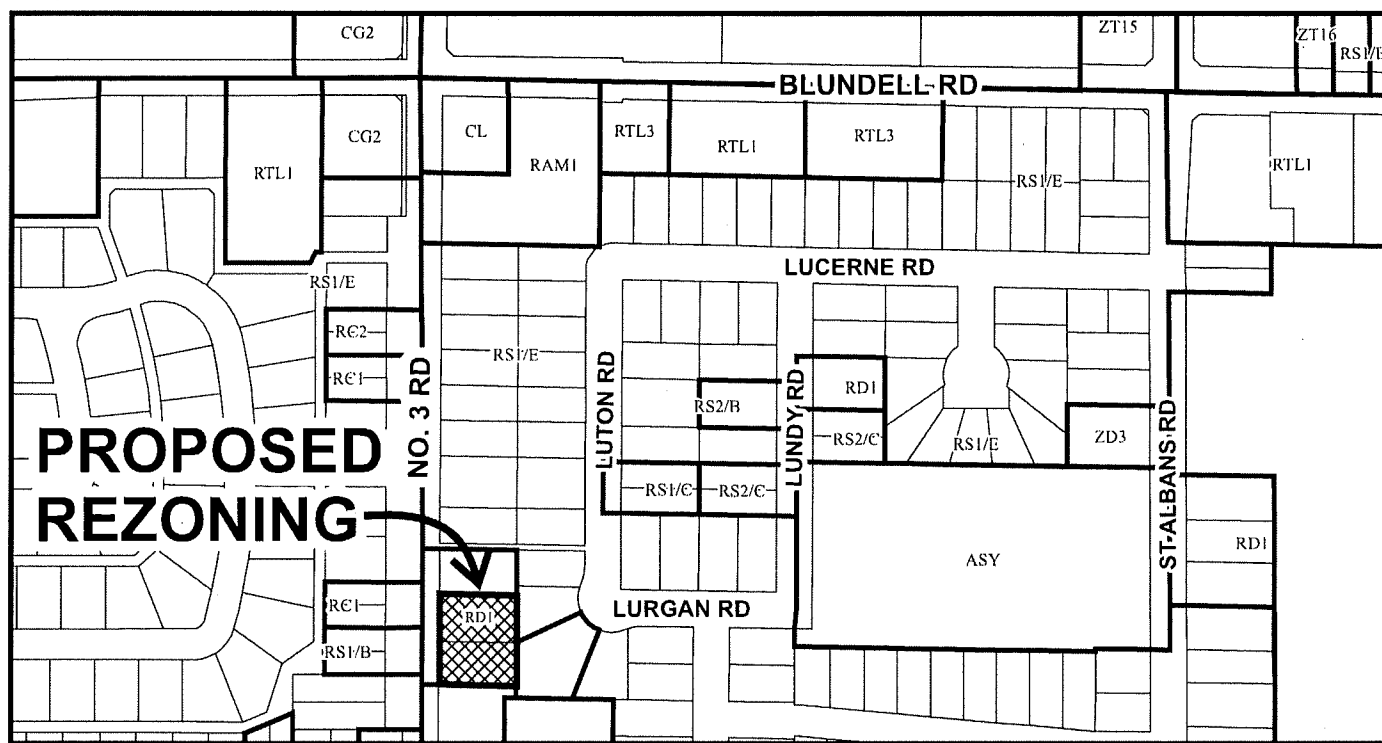 CG2
ZT15
ZT16
RS1/E
BLUNDELL RD
CG2
CL
RTL3
RTL1
RTL3
RTL1
RAM1
RTL1
RS1/E
LUCERNE RD
RS1/E
RC2
RC1
NO. 3 RD
RS1/E
LUTON RD
RS2/B
LUNDY RD
RD1
RS2/C
RS1/E
ZD3
ST. ALBANS RD
PROPOSED
REZONING
RS1/C
RS2/C
ASY
RD1
RC1
RD1
LURGAN RD
RS1/B